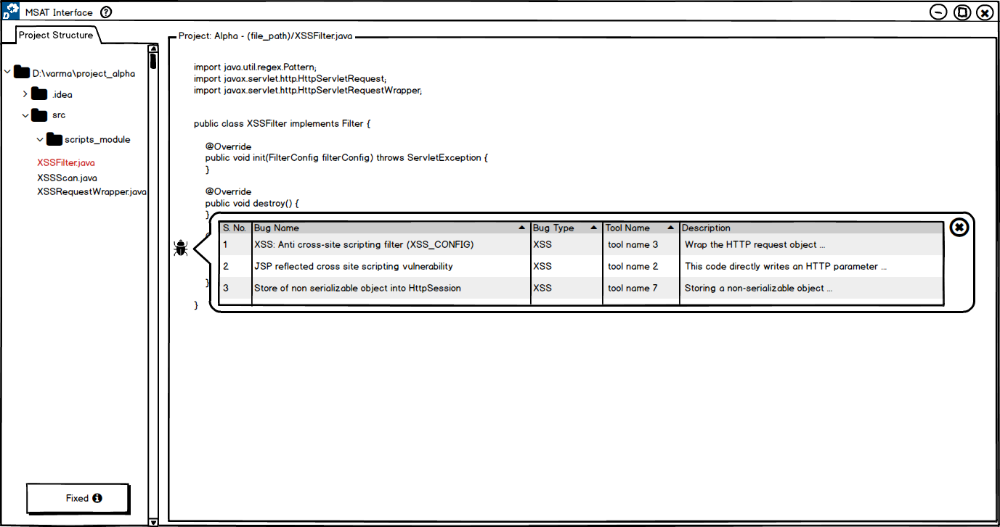 MSAT Interface ?
Project Structure
D:\varma\project_alpha
.idea
src
scripts_module
XSSFilter.java
XSSScan.java
XSSRequestWrapper.java
Fixed i
Project: Alpha - (file_path)/XSSFilter.java
import java.util.regex.Pattern;
import javax.servlet.http.HttpServletRequest;
import javax.servlet.http.HttpServletRequestWrapper;
public class XSSFilter implements Filter {
@Override
public void init(FilterConfig filterConfig) throws ServletException {
}
@Override
public void destroy() {
}
S. No. Bug Name Bug Type Tool Name Description
1 XSS: Anti cross-site scripting filter (XSS_CONFIG) XSS tool name 3 Wrap the HTTP request object ...
2 JSP reflected cross site scripting vulnerability XSS tool name 2 This code directly writes an HTTP parameter ...
3 Store of non serializable object into HttpSession XSS tool name 7 Storing a non-serializable object ...
}
}